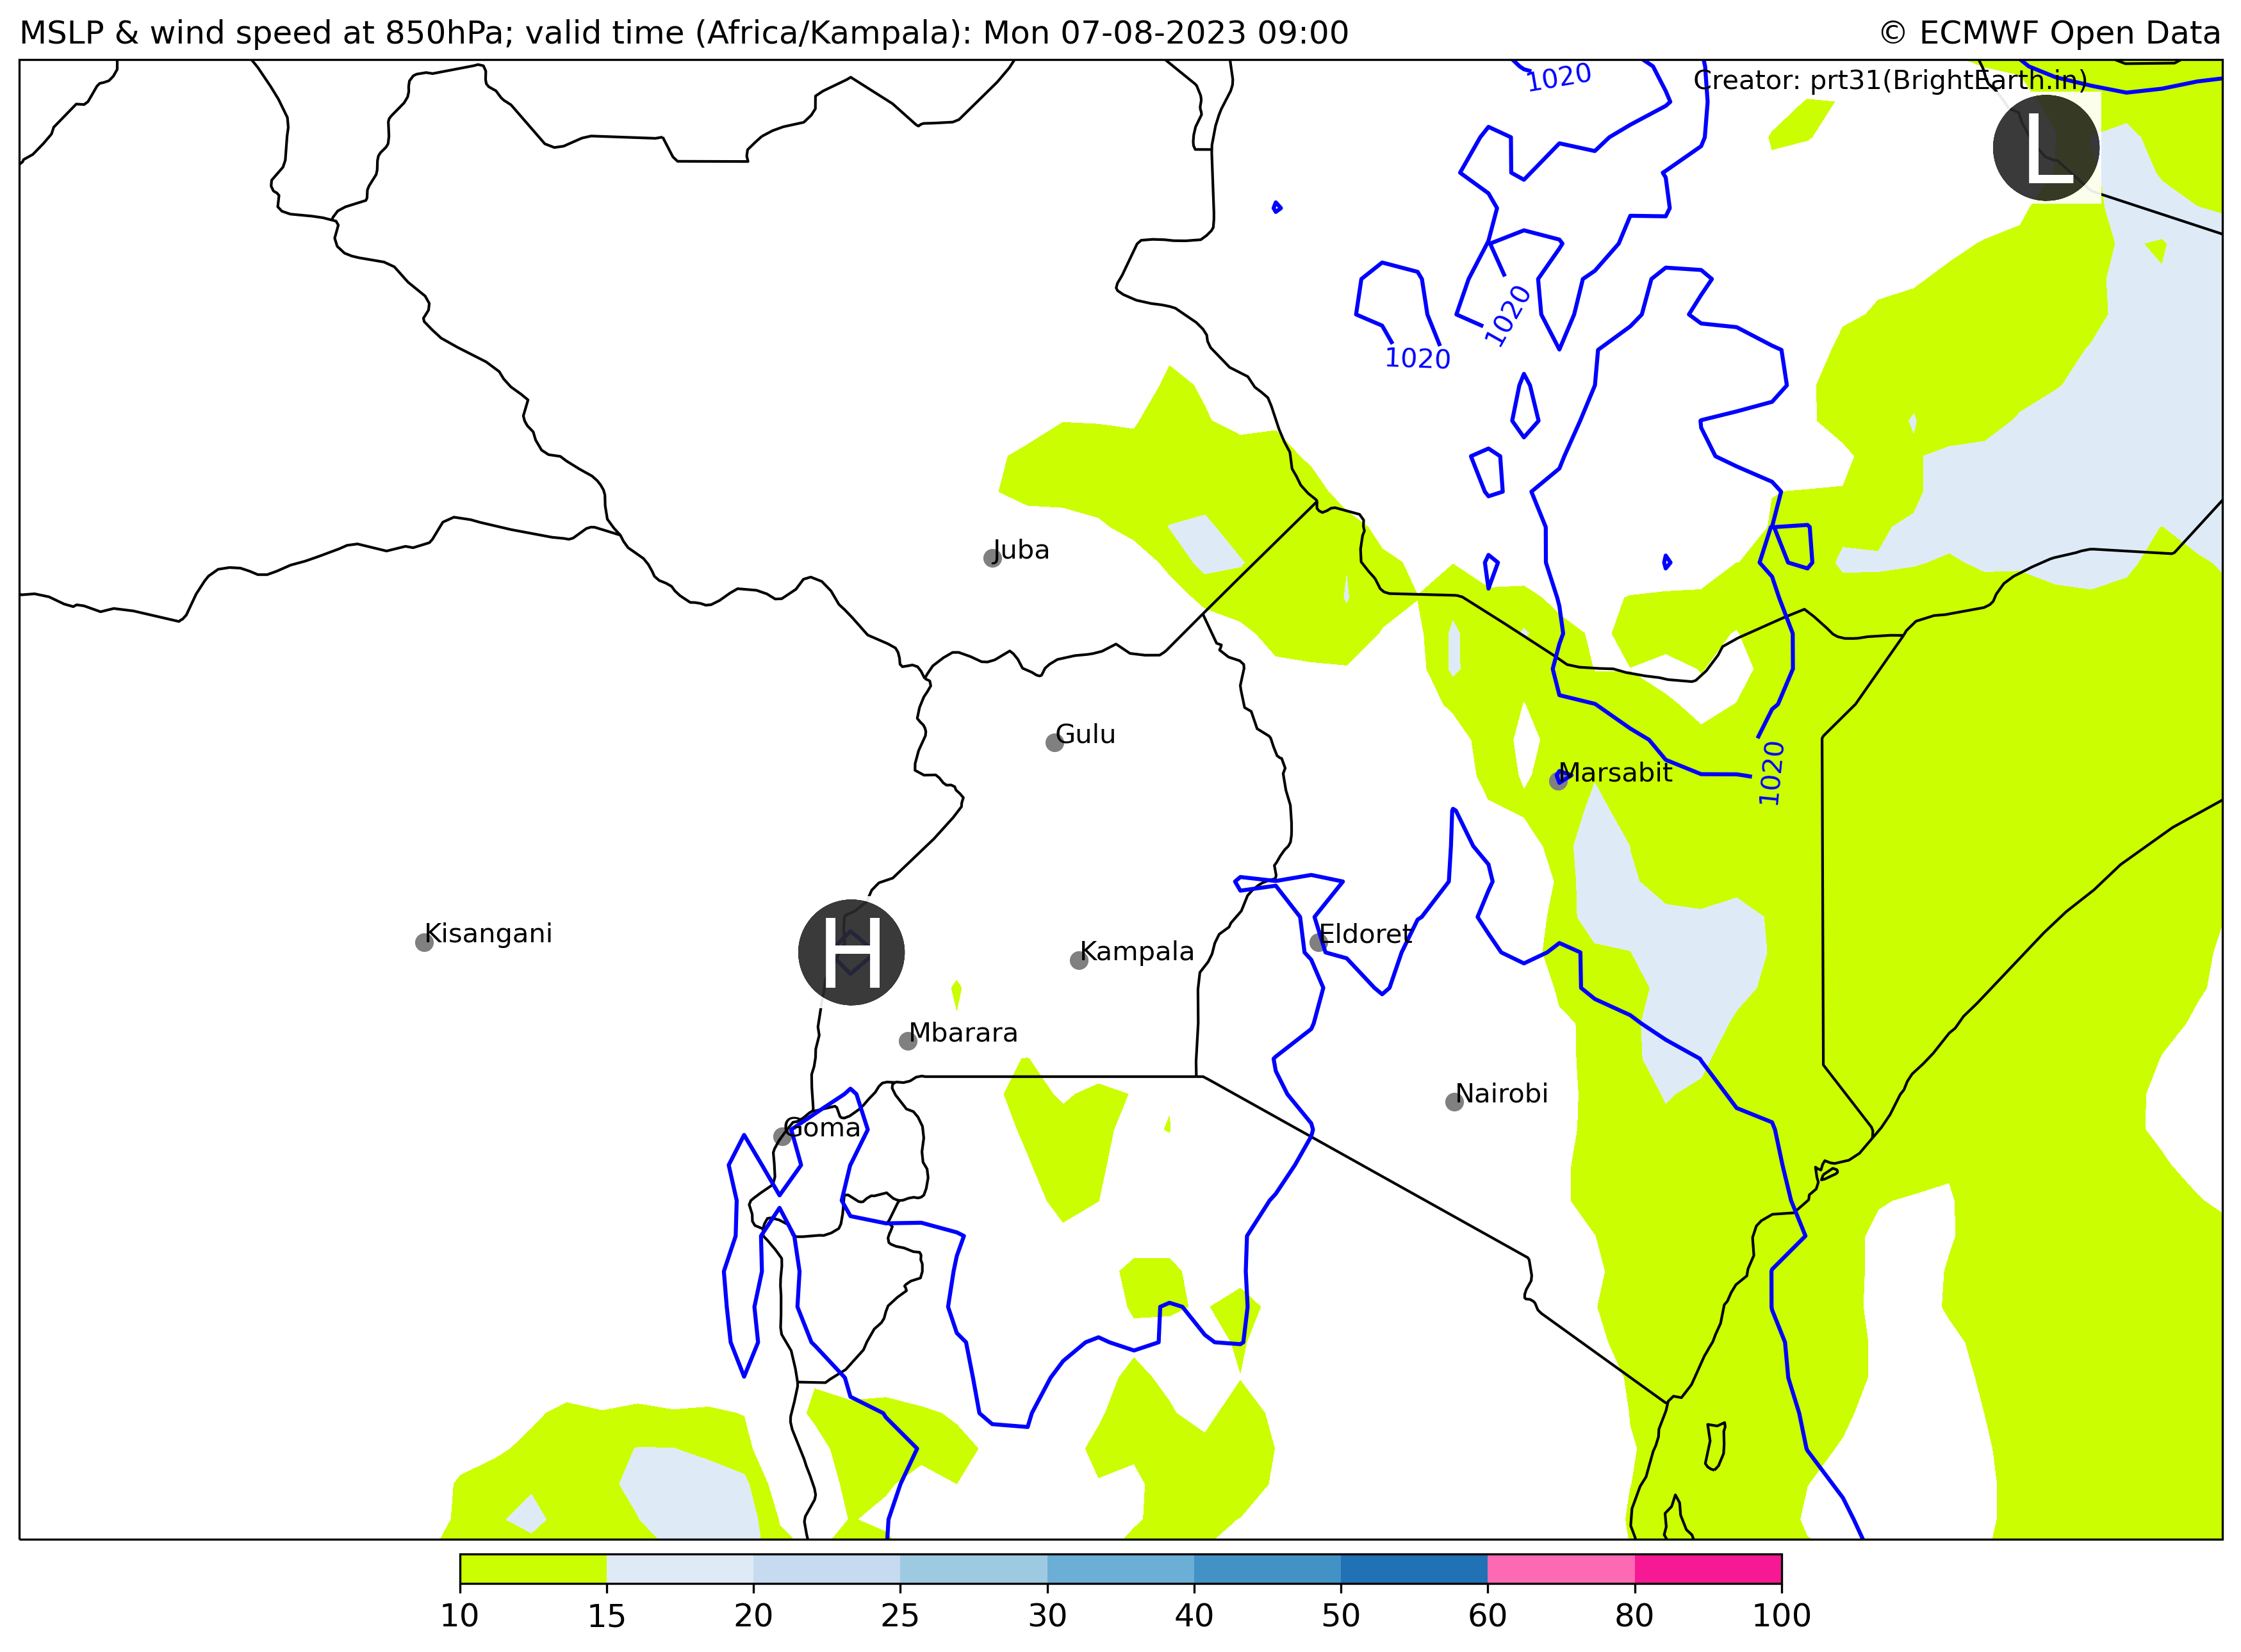 MSLP & wind speed at 850hPa; valid time (Africa/Kampala): Mon 07-08-2023 09:00
© ECMWF Open Data
1020
Creator: prt31(BrightEarth.in)
L
1020
1020
Juba
Gulu
Marsabit
1020
Kisangani
H
Kampala
Eldoret
Mbarara
Nairobi
Goma
10 15 20 25 30 40 50 60 80 100